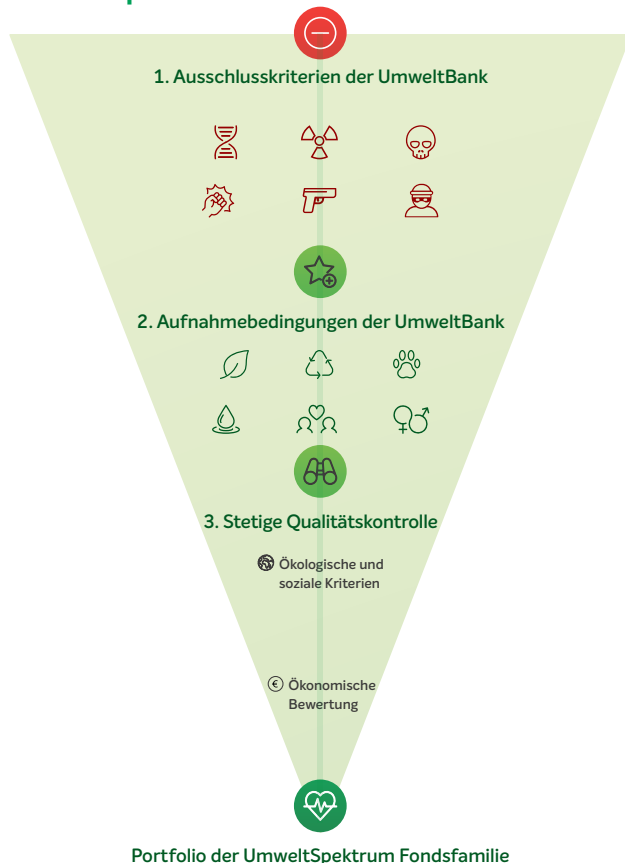 1. Ausschlusskriterien der UmweltBank
2. Aufnahmebedingungen der UmweltBank
3. Stetige Qualitätskontrolle
Ökologische und
soziale Kriterien
€ Ökonomische
Bewertung
Portfolio der UmweltSpektrum Fondsfamilie